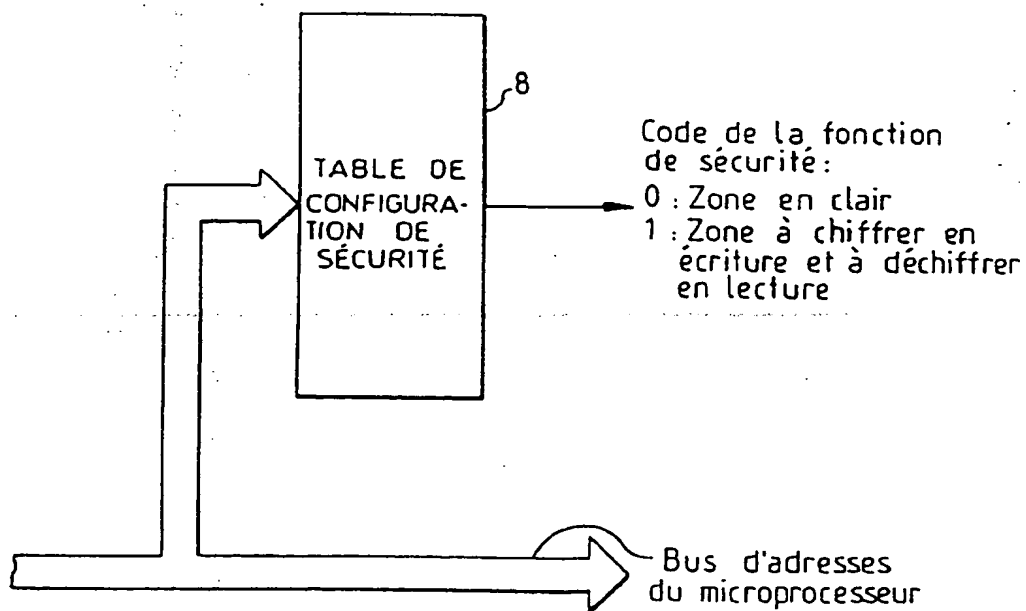 8
TABLE DE
CONFIGURA-
TION DE
SÉCURITÉ
Code de la fonction
de sécurité :
0 : Zone en clair
1 : Zone à chiffrer en
écriture et à déchiffrer
en lecture
Bus d'adresses
du microprocesseur